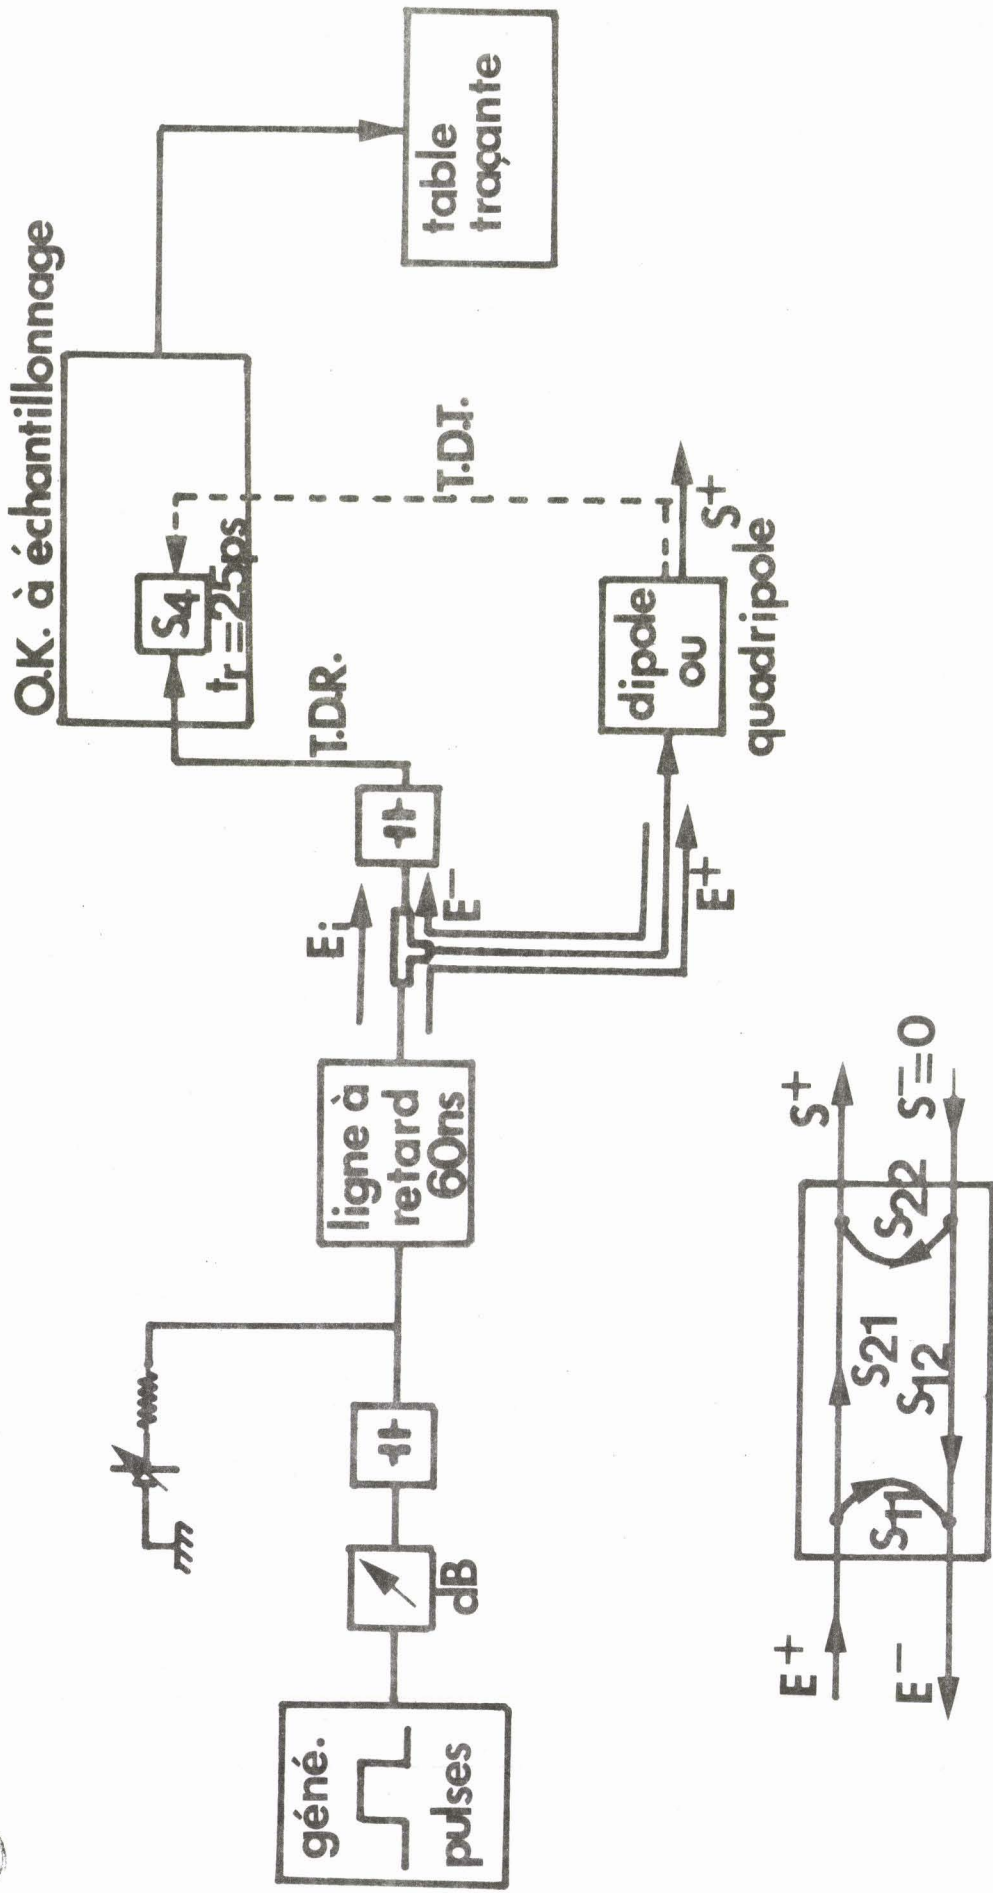 O.K. à échantillonnage
S4
tr = 25ps
table
traçante
T.D.R.
T.D.T.
Ei
E−
E+
dipole
ou
quadripole
S+
ligne à
retard
60ns
dB
géné.
pulses
E+
E−
S11
S21
S12
S22
S+
S−=0